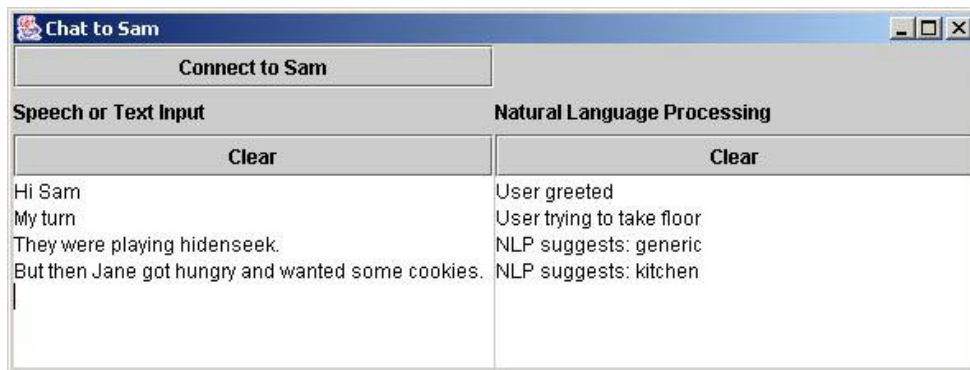 Chat to Sam
Connect to Sam
Speech or Text Input
Natural Language Processing
Clear
Clear
Hi Sam
My turn
They were playing hidenseek.
But then Jane got hungry and wanted some cookies.
User greeted
User trying to take floor
NLP suggests: generic
NLP suggests: kitchen